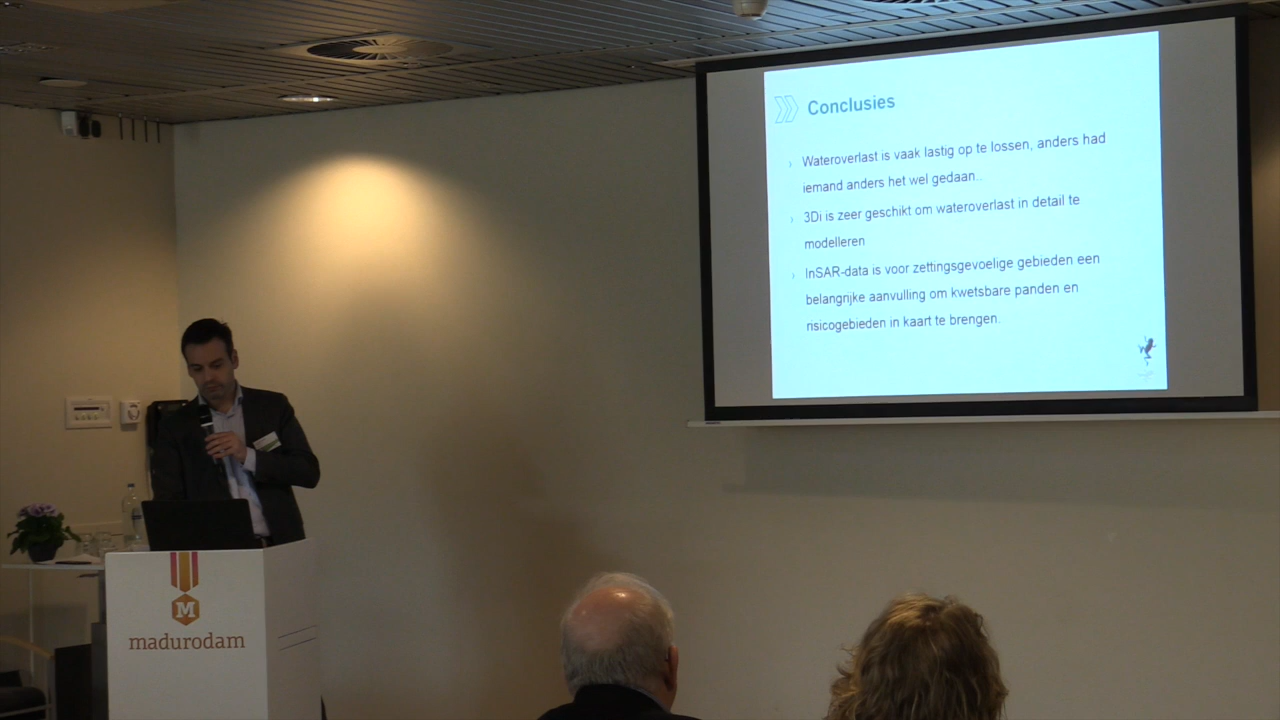 Conclusies
› Wateroverlast is vaak lastig op te lossen, anders had
iemand anders het wel gedaan..
› 3Di is zeer geschikt om wateroverlast in detail te
modelleren
› InSAR-data is voor zettingsgevoelige gebieden een
belangrijke aanvulling om kwetsbare panden en
risicogebieden in kaart te brengen.
M
madurodam